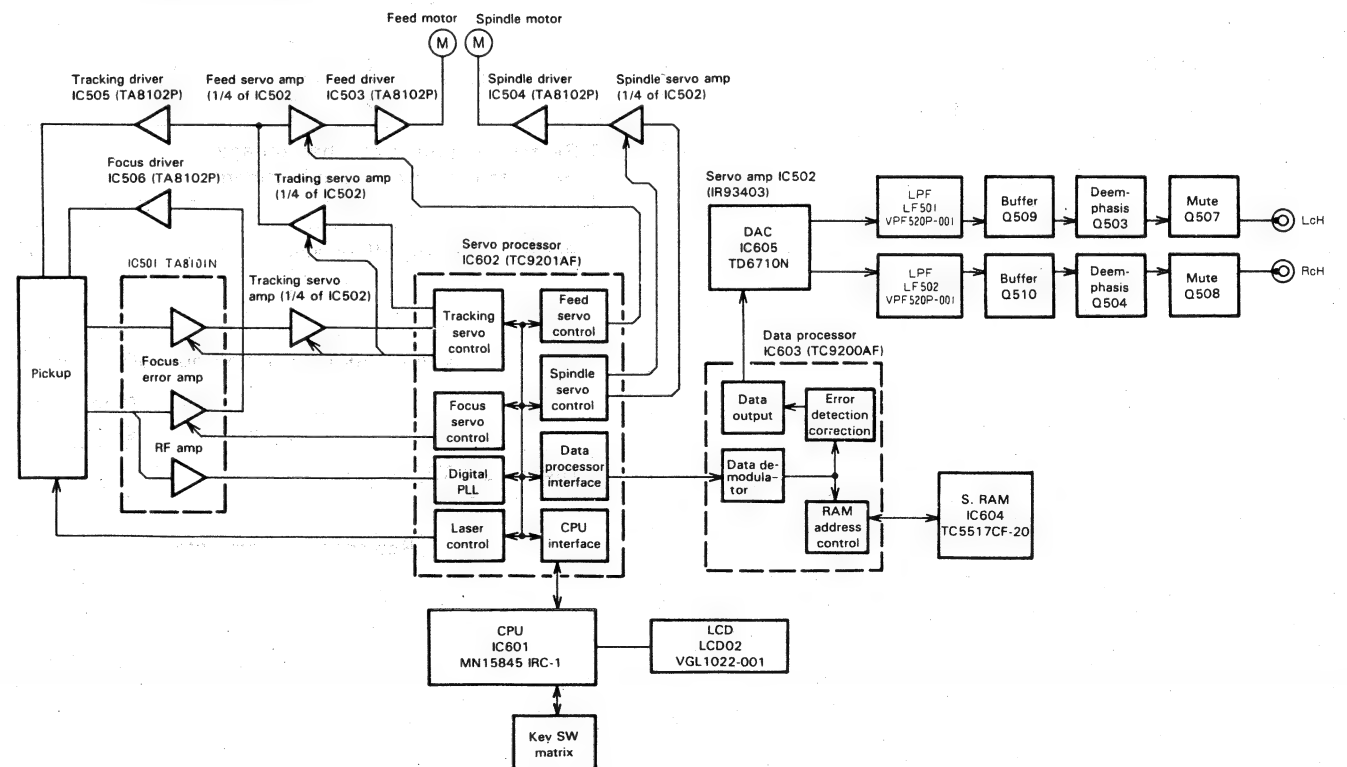 Feed motor
Spindle motor
M
M
Tracking driver
IC505 (TA8102P)
Feed servo amp
(1/4 of IC502
Feed driver
IC503 (TA8102P)
Spindle driver
IC504 (TA8102P)
Spindle servo amp
(1/4 of IC502)
Focus driver
IC506 (TA8102P)
Trading servo amp
(1/4 of IC502)
Servo amp IC502
(IR93403)
DAC
IC605
TD6710N
LPF
LF501
VPF520P-001
Buffer
Q509
Deem-
phasis
Q503
Mute
Q507
LcH
LPF
LF502
VPF520P-001
Buffer
Q510
Deem-
phasis
Q504
Mute
Q508
RcH
IC501 TA8101N
Tracking servo
amp (1/4 of IC502)
Servo processor
IC602 (TC9201AF)
Pickup
Focus
error amp
RF amp
Tracking
servo
control
Feed
servo
control
Spindle
servo
control
Focus
servo
control
Data
processor
interface
Digital
PLL
Laser
control
CPU
interface
Data processor
IC603 (TC9200AF)
Data
output
Error
detection
correction
Data de-
modula-
tor
RAM
address
control
S. RAM
IC604
TC5517CF-20
CPU
IC601
MN15845 IRC-1
LCD
LCD02
VGL1022-001
Key SW
matrix